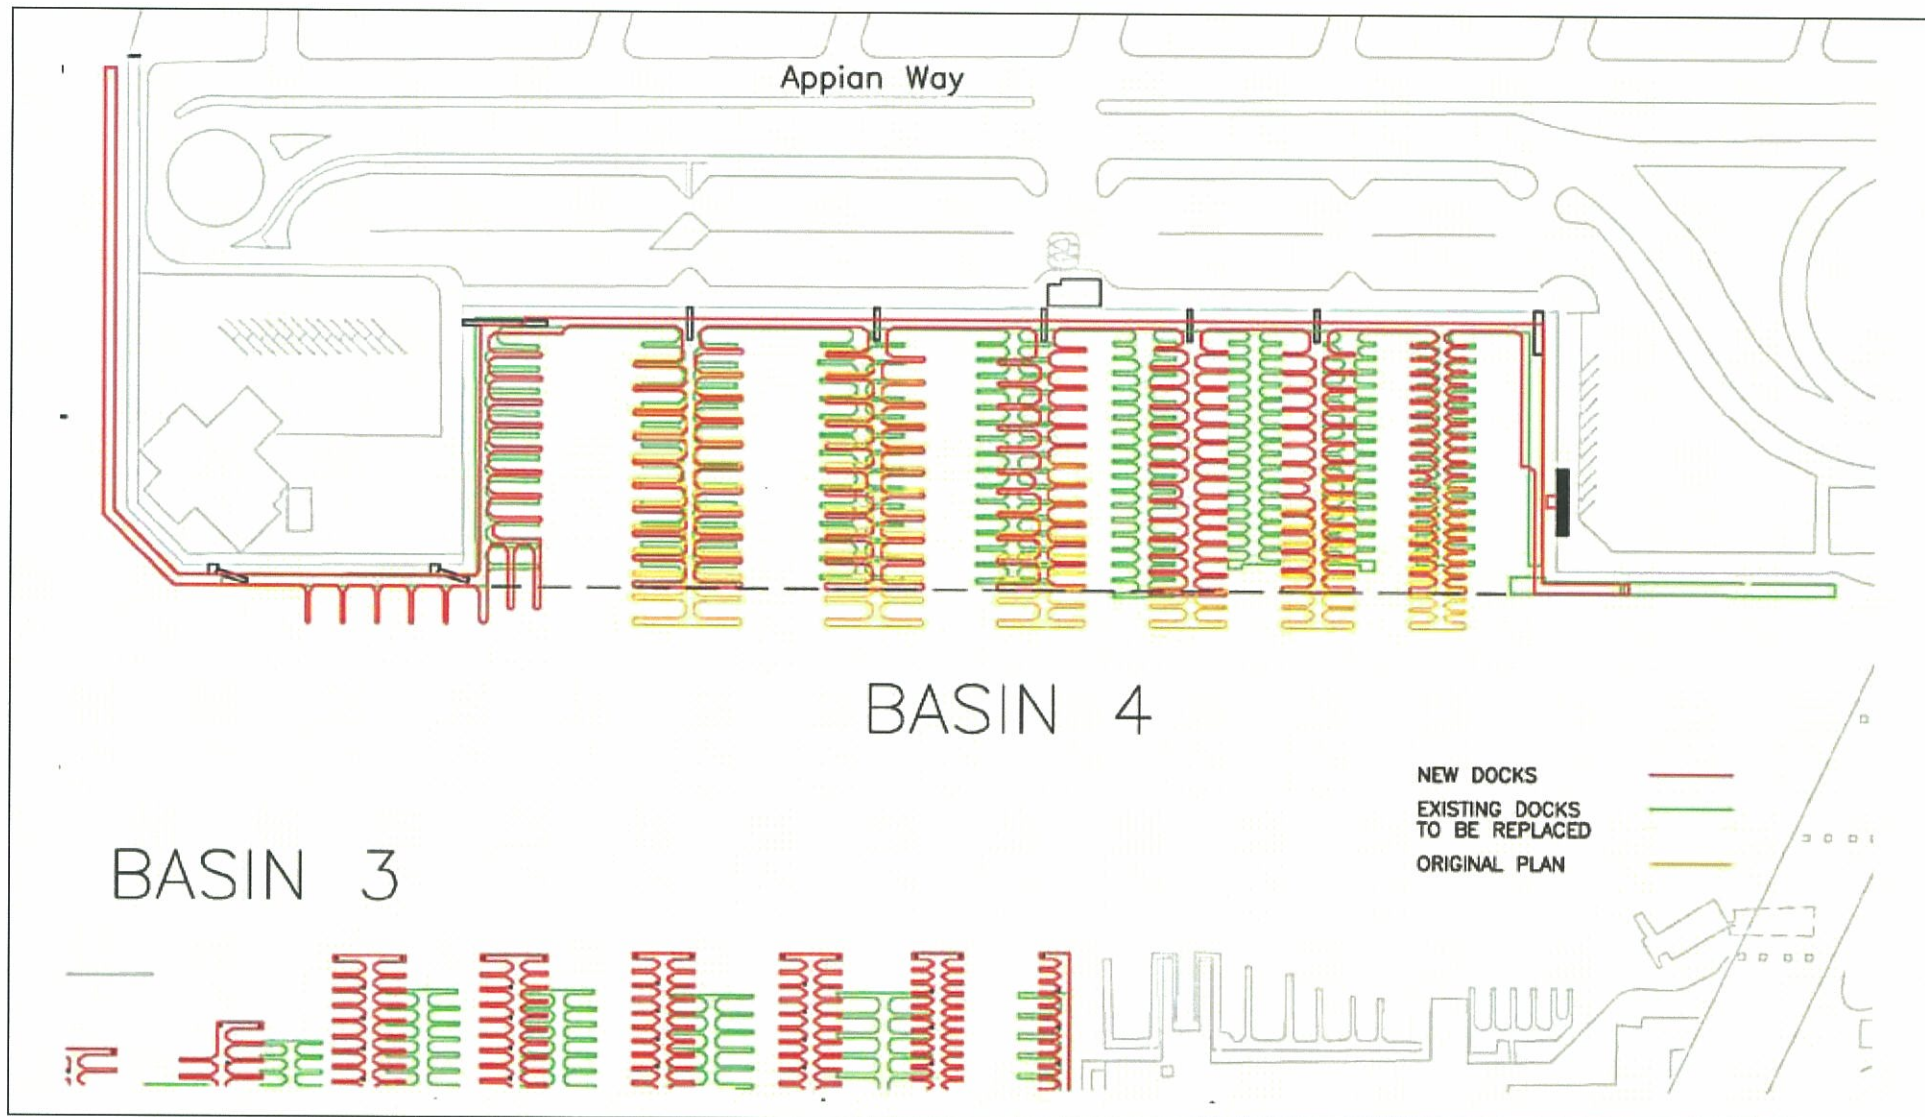 Appian Way
BASIN 4
NEW DOCKS
EXISTING DOCKS
TO BE REPLACED
ORIGINAL PLAN
BASIN 3